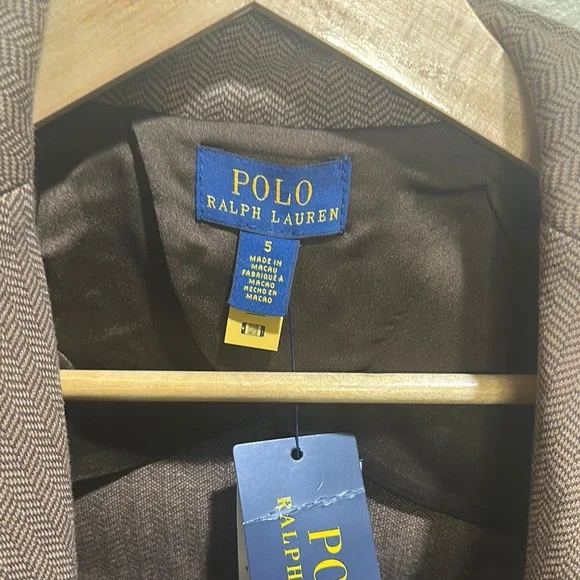 POLO
RALPH LAUREN
5
MADE IN
MACAU
FABRIQUÉ À
MACAO
HECHO EN
MACAO
PO
RALPH